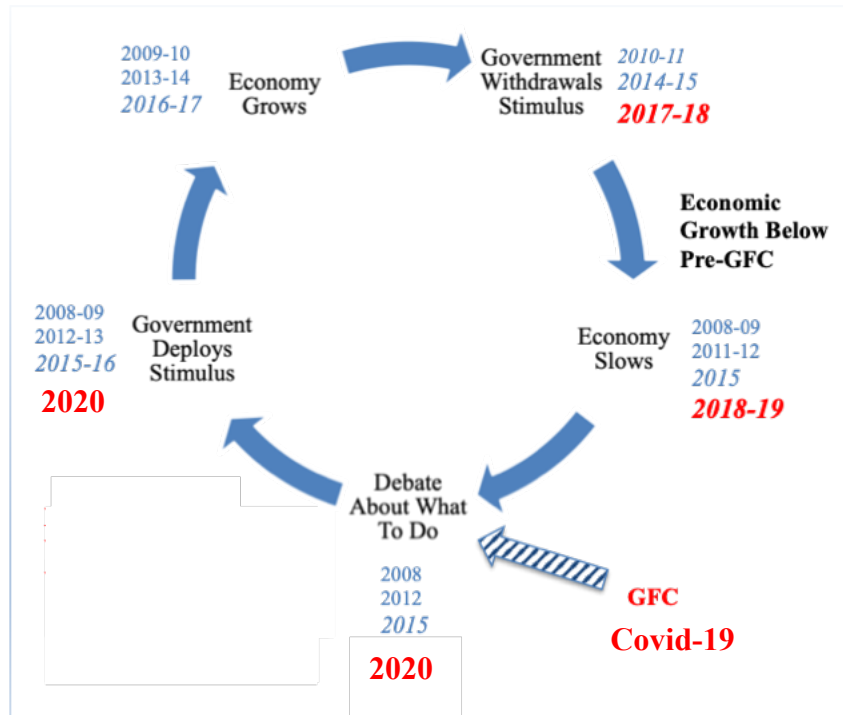 2009-10
2013-14
2016-17
Economy
Grows
Government
Withdrawals
Stimulus
2010-11
2014-15
2017-18
Economic
Growth Below
Pre-GFC
Economy
Slows
2008-09
2011-12
2015
2018-19
GFC
Covid-19
Debate
About What
To Do
2008
2012
2015
2020
2008-09
2012-13
2015-16
2020
Government
Deploys
Stimulus